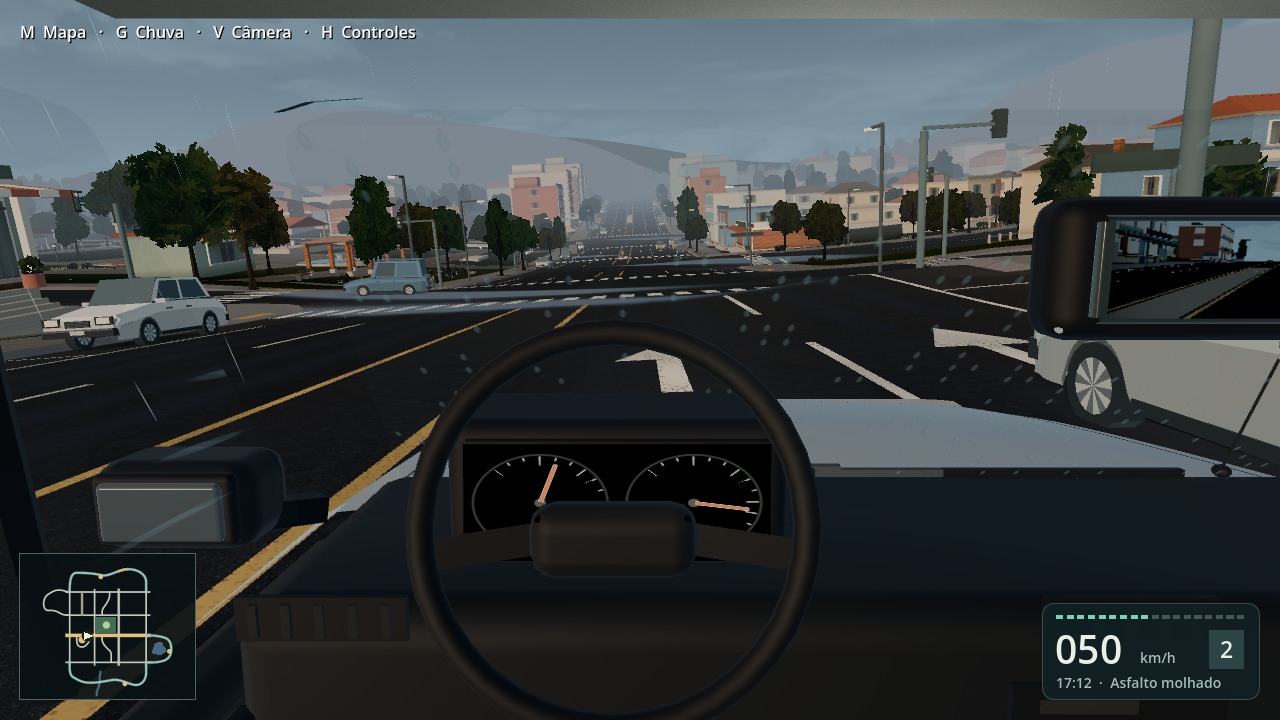 M Mapa · G Chuva · V Câmera · H Controles
050 km/h 2
17:12 · Asfalto molhado